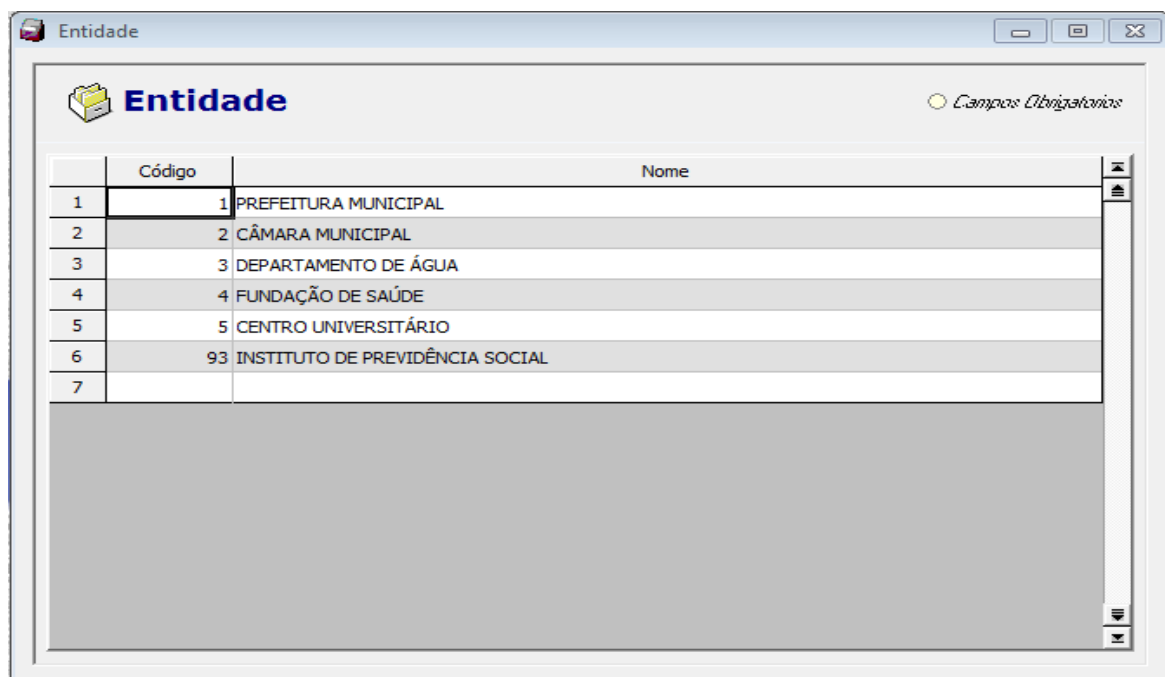 Entidade
Entidade
Campos Obrigatorios
Código Nome
1 1 PREFEITURA MUNICIPAL
2 2 CÂMARA MUNICIPAL
3 3 DEPARTAMENTO DE ÁGUA
4 4 FUNDAÇÃO DE SAÚDE
5 5 CENTRO UNIVERSITÁRIO
6 93 INSTITUTO DE PREVIDÊNCIA SOCIAL
7